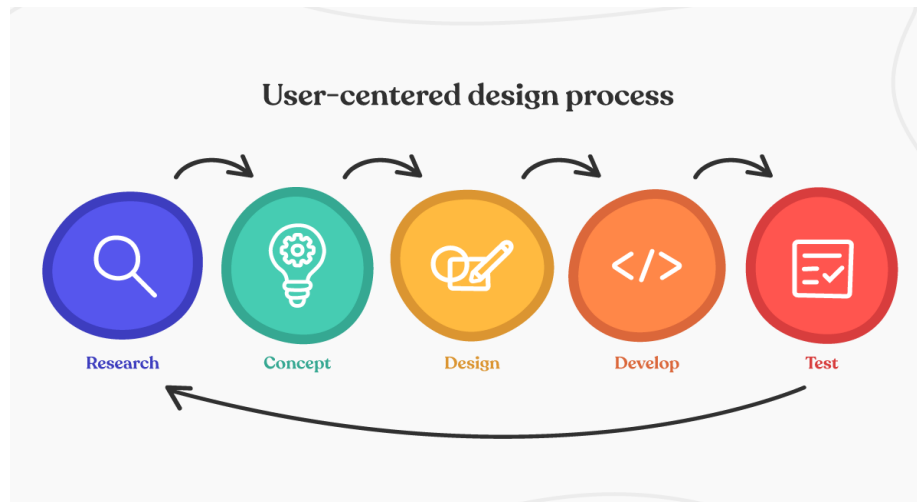 User-centered design process
Research
Concept
Design
Develop
Test